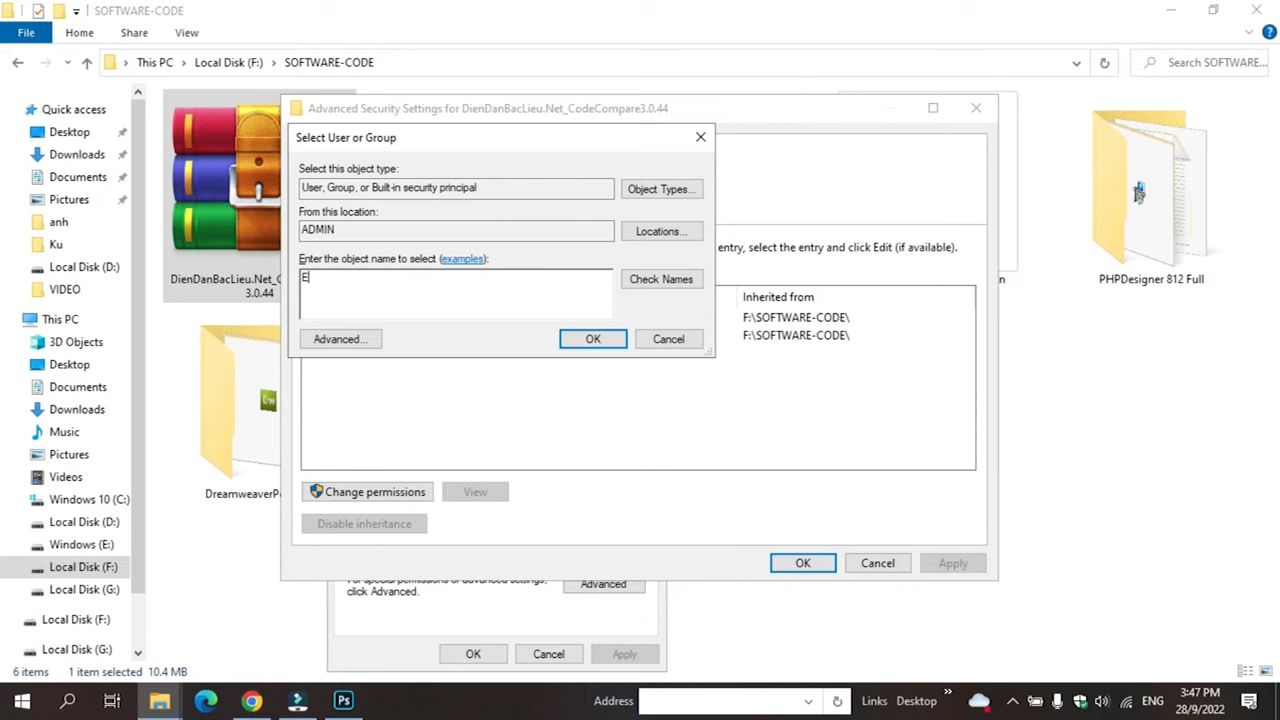 SOFTWARE-CODE
File Home Share View
This PC Local Disk (F:) SOFTWARE-CODE
Search SOFTWARE...
Quick access
Desktop
Downloads
Documents
Pictures
anh
Ku
Local Disk (D:)
VIDEO
This PC
3D Objects
Desktop
Documents
Downloads
Music
Pictures
Videos
Windows 10 (C:)
Local Disk (D:)
Windows (E:)
Local Disk (F:)
Local Disk (G:)
Local Disk (F:)
Local Disk (G:)
DienDanBacLieu.Net_
3.0.44
PHPDesigner 812 Full
Advanced Security Settings for DienDanBacLieu.Net_CodeCompare3.0.44
Select User or Group
Select this object type:
User, Group, or Built-in security principal
Object Types...
From this location:
ADMIN
Locations...
Enter the object name to select (examples):
E
Check Names
Advanced...
OK
Cancel
entry, select the entry and click Edit (if available).
Inherited from
F:\SOFTWARE-CODE\
F:\SOFTWARE-CODE\
Change permissions
View
Disable inheritance
OK
Cancel
Apply
For special permissions or advanced settings,
click Advanced.
Advanced
OK
Cancel
Apply
6 items 1 item selected 10.4 MB
Address
Links Desktop
ENG
3:47 PM
28/9/2022